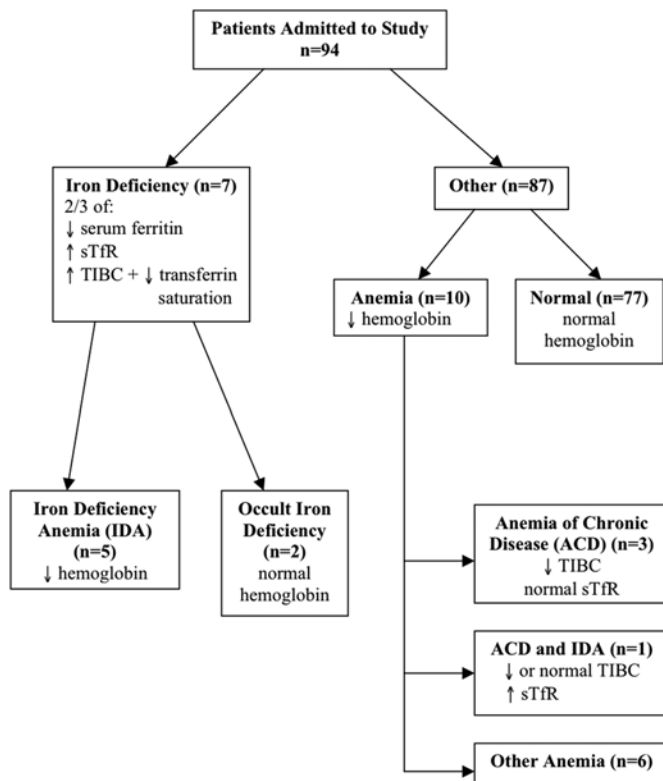 Patients Admitted to Study
n=94
Iron Deficiency (n=7)
2/3 of:
↓ serum ferritin
↑ sTfR
↑ TIBC + ↓ transferrin
saturation
Other (n=87)
Anemia (n=10)
↓ hemoglobin
Normal (n=77)
normal
hemoglobin
Iron Deficiency
Anemia (IDA)
(n=5)
↓ hemoglobin
Occult Iron
Deficiency
(n=2)
normal
hemoglobin
Anemia of Chronic
Disease (ACD) (n=3)
↓ TIBC
normal sTfR
ACD and IDA (n=1)
↓ or normal TIBC
↑ sTfR
Other Anemia (n=6)